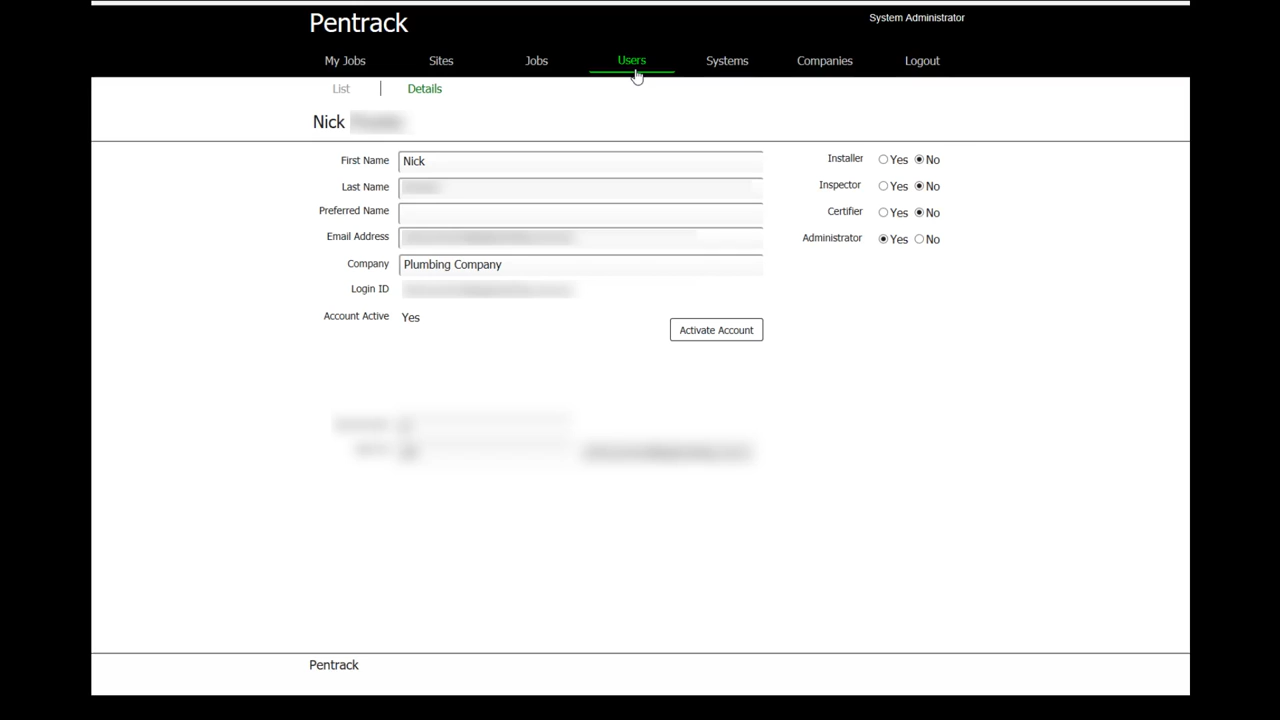 Pentrack
System Administrator
My Jobs Sites Jobs Users Systems Companies Logout
List | Details
Nick
First Name Nick
Installer Yes No
Last Name
Inspector Yes No
Preferred Name
Certifier Yes No
Email Address
Administrator Yes No
Company Plumbing Company
Login ID
Account Active Yes
Activate Account
Pentrack